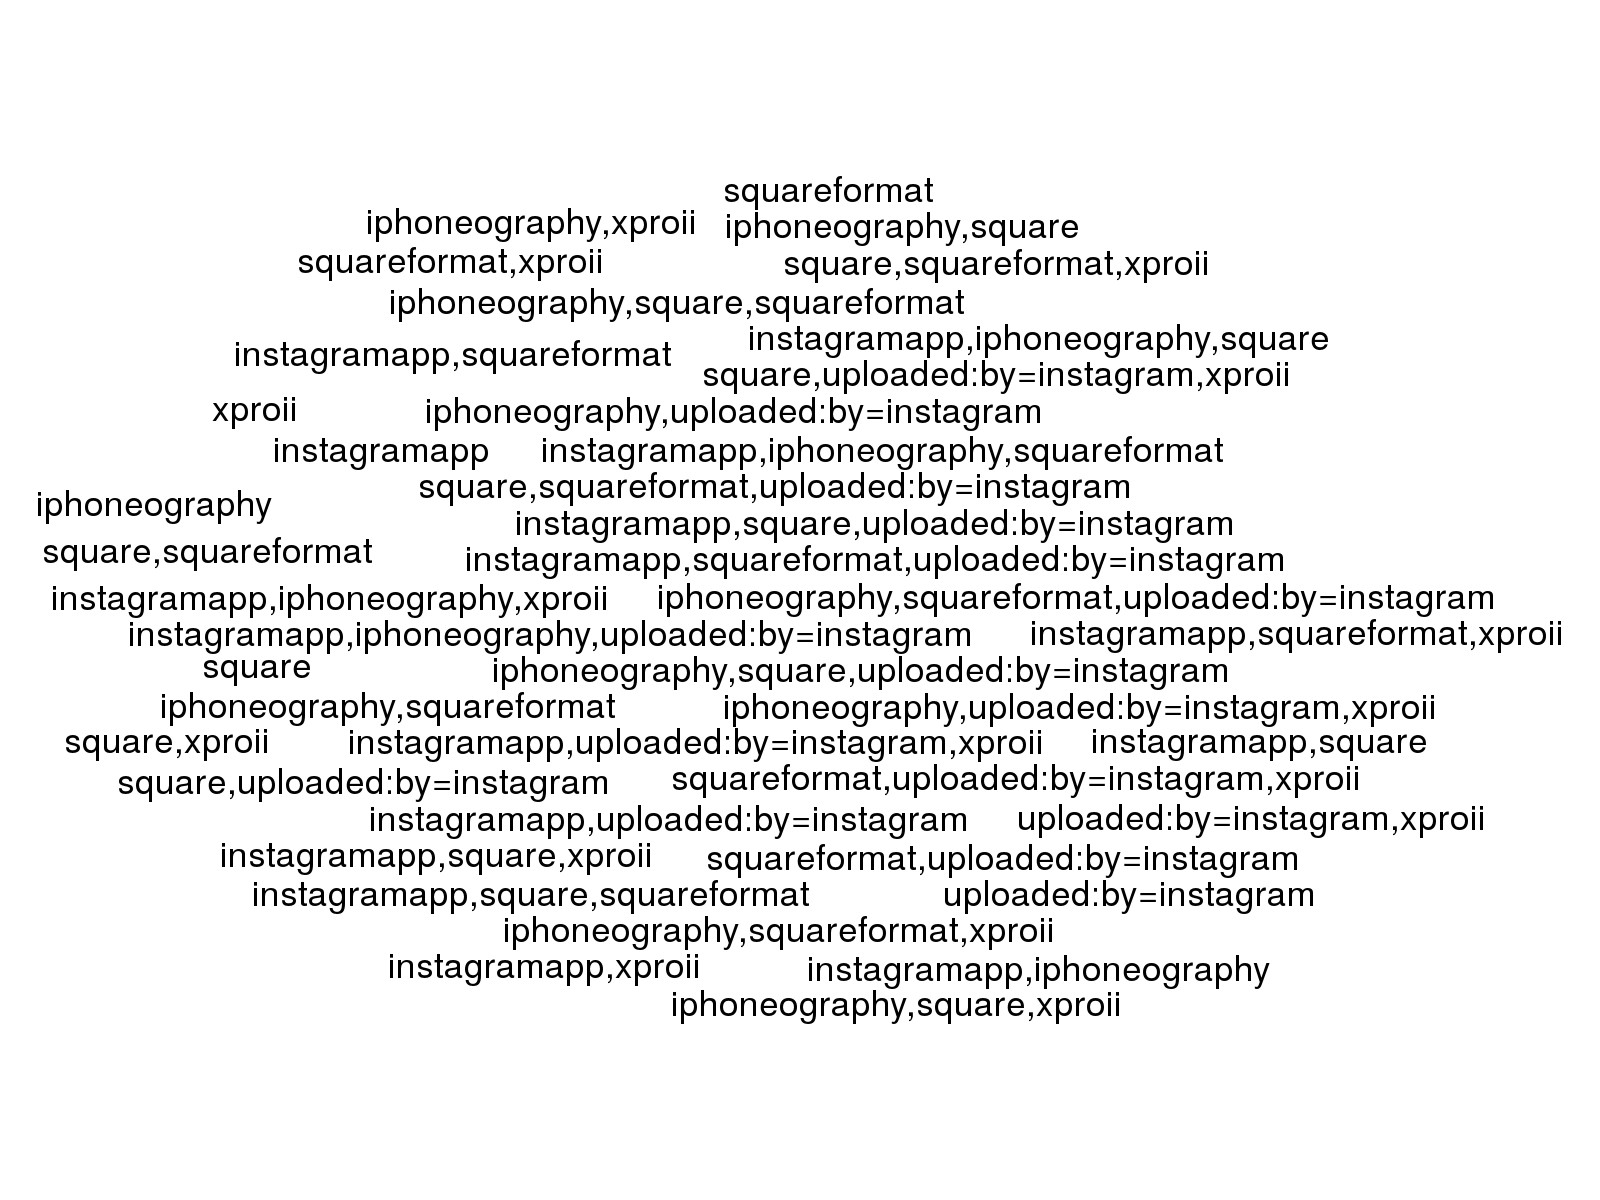 squareformat
iphoneography,xproii
iphoneography,square
squareformat,xproii
square,squareformat,xproii
iphoneography,square,squareformat
instagramapp,iphoneography,square
instagramapp,squareformat
square,uploaded:by=instagram,xproii
xproii
iphoneography,uploaded:by=instagram
instagramapp
instagramapp,iphoneography,squareformat
square,squareformat,uploaded:by=instagram
iphoneography
instagramapp,square,uploaded:by=instagram
square,squareformat
instagramapp,squareformat,uploaded:by=instagram
instagramapp,iphoneography,xproii
iphoneography,squareformat,uploaded:by=instagram
instagramapp,iphoneography,uploaded:by=instagram
instagramapp,squareformat,xproii
square
iphoneography,square,uploaded:by=instagram
iphoneography,squareformat
iphoneography,uploaded:by=instagram,xproii
square,xproii
instagramapp,uploaded:by=instagram,xproii
instagramapp,square
square,uploaded:by=instagram
squareformat,uploaded:by=instagram,xproii
instagramapp,uploaded:by=instagram
uploaded:by=instagram,xproii
instagramapp,square,xproii
squareformat,uploaded:by=instagram
instagramapp,square,squareformat
uploaded:by=instagram
iphoneography,squareformat,xproii
instagramapp,xproii
instagramapp,iphoneography
iphoneography,square,xproii